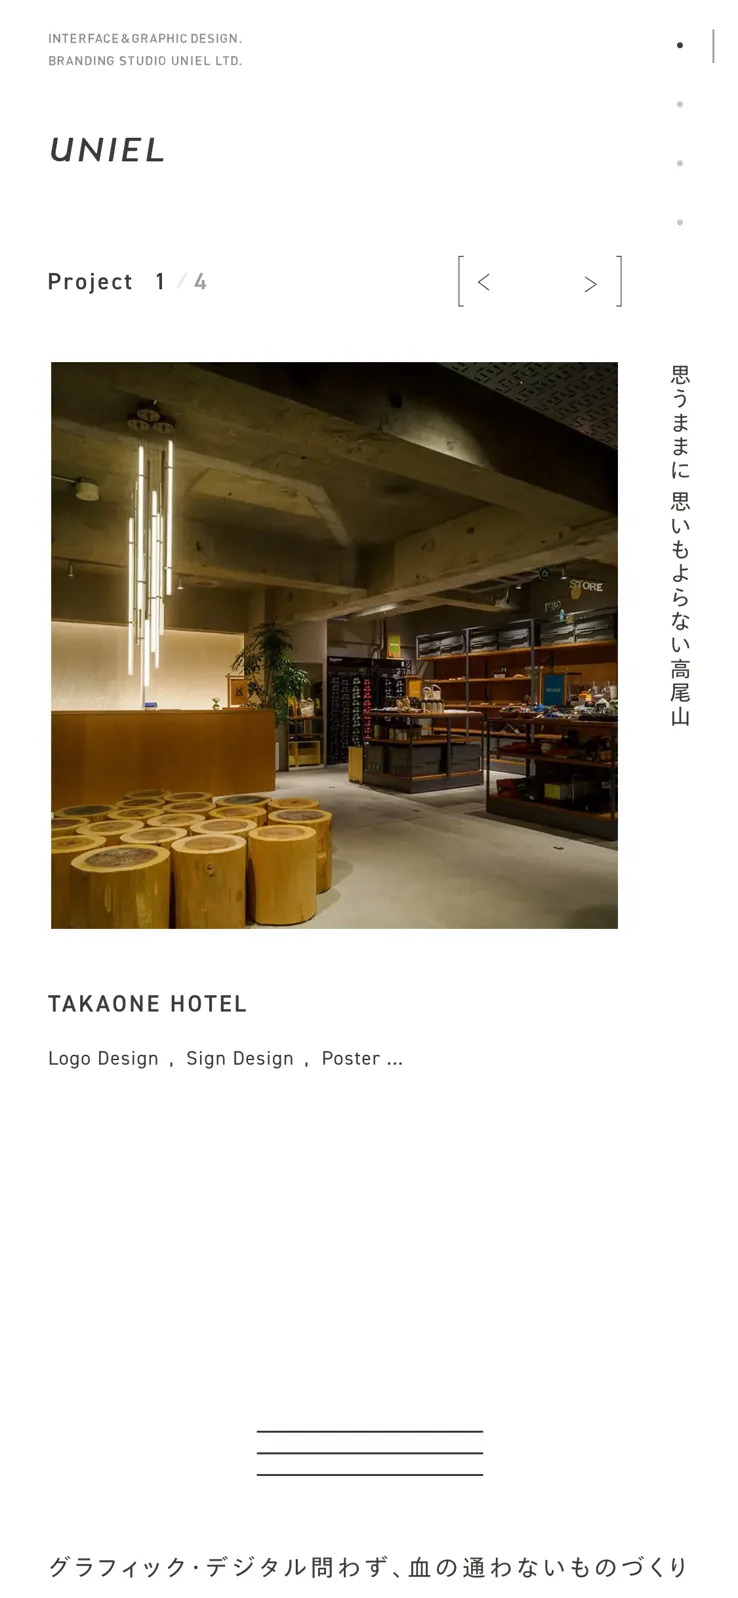 INTERFACE & GRAPHIC DESIGN.
BRANDING STUDIO UNIEL LTD.
UNIEL
Project 1 / 4
[ < > ]
思うままに 思いもよらない高尾山
STORE
TAKAONE HOTEL
Logo Design , Sign Design , Poster ...
グラフィック・デジタル問わず、血の通わないものづくり